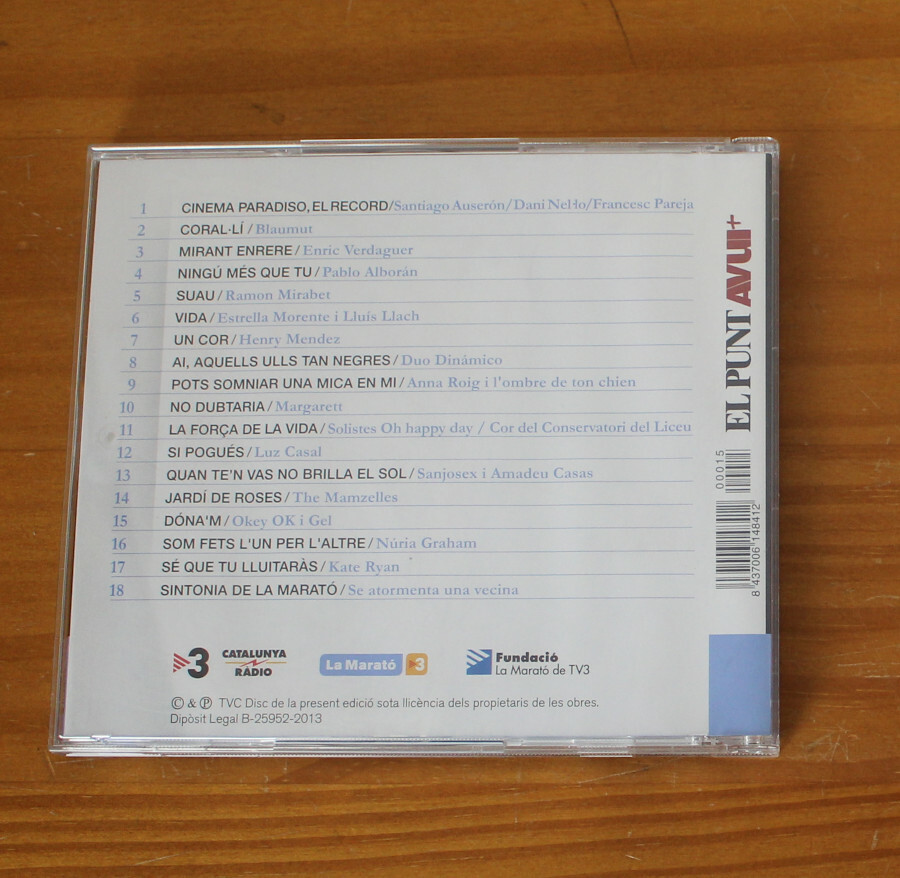 1 CINEMA PARADISO, EL RECORD/Santiago Auserón/Dani Nel·lo/Francesc Pareja
2 CORAL·LÍ/Blaumut
3 MIRANT ENRERE/Enric Verdaguer
4 NINGÚ MÉS QUE TU/Pablo Alborán
5 SUAU/Ramon Mirabet
6 VIDA/Estrella Morente i Lluís Llach
7 UN COR/Henry Mendez
8 AI, AQUELLS ULLS TAN NEGRES/Duo Dinámico
9 POTS SOMNIAR UNA MICA EN MI/Anna Roig i l'ombre de ton chien
10 NO DUBTARIA/Margarett
11 LA FORÇA DE LA VIDA/Solistes Oh happy day / Cor del Conservatori del Liceu
12 SI POGUÉS/Luz Casal
13 QUAN TE'N VAS NO BRILLA EL SOL/Sanjosex i Amadeu Casas
14 JARDÍ DE ROSES/The Mamzelles
15 DÓNA'M/Okey OK i Gel
16 SOM FETS L'UN PER L'ALTRE/Núria Graham
17 SÉ QUE TU LLUITARÀS/Kate Ryan
18 SINTONIA DE LA MARATÓ/Se atormenta una vecina
3
CATALUNYA
RÀDIO
La Marató 3
Fundació
La Marató de TV3
© & ℗ TVC Disc de la present edició sota llicència dels propietaris de les obres.
Dipòsit Legal B-25952-2013
EL PUNT AVUI+
00015
8 437006 148412